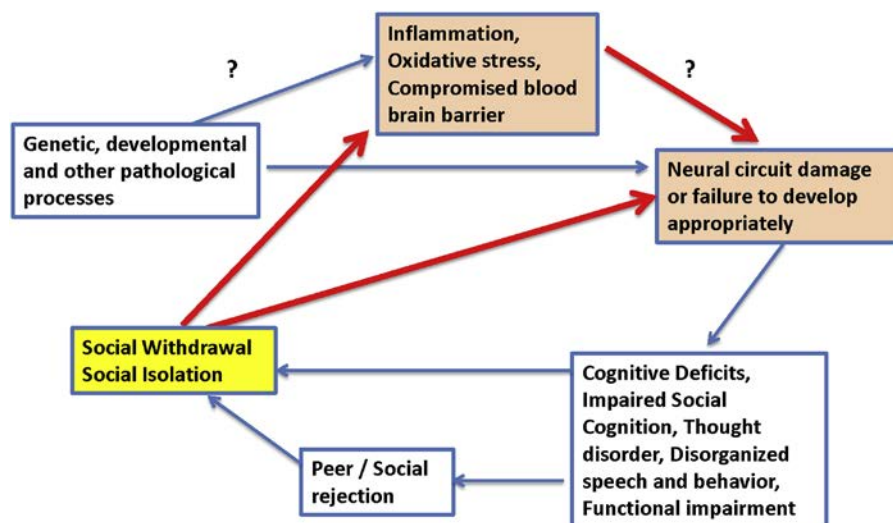 Inflammation,
Oxidative stress,
Compromised blood
brain barrier
?
?
Genetic, developmental
and other pathological
processes
Neural circuit damage
or failure to develop
appropriately
Social Withdrawal
Social Isolation
Cognitive Deficits,
Impaired Social
Cognition, Thought
disorder, Disorganized
speech and behavior,
Functional impairment
Peer / Social
rejection